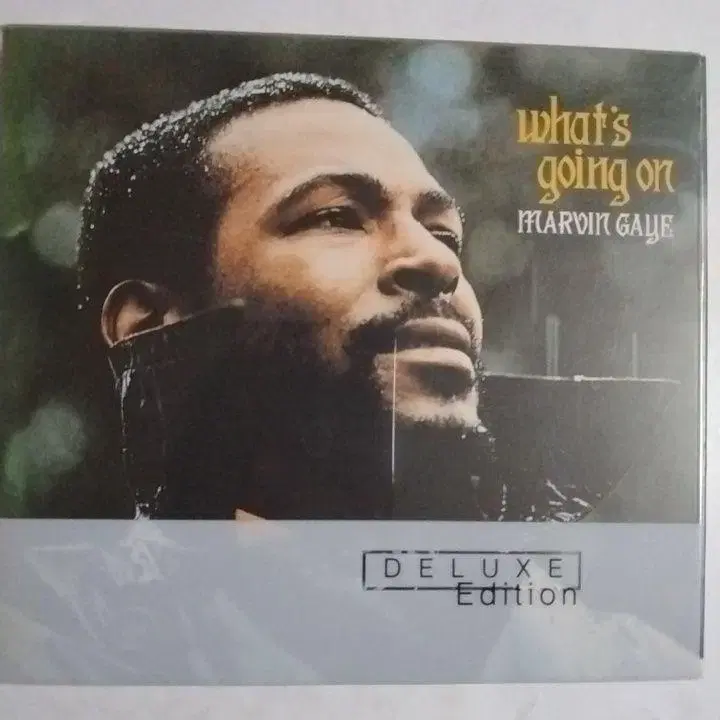 what's
going on
MARVIN GAYE
DELUXE
Edition